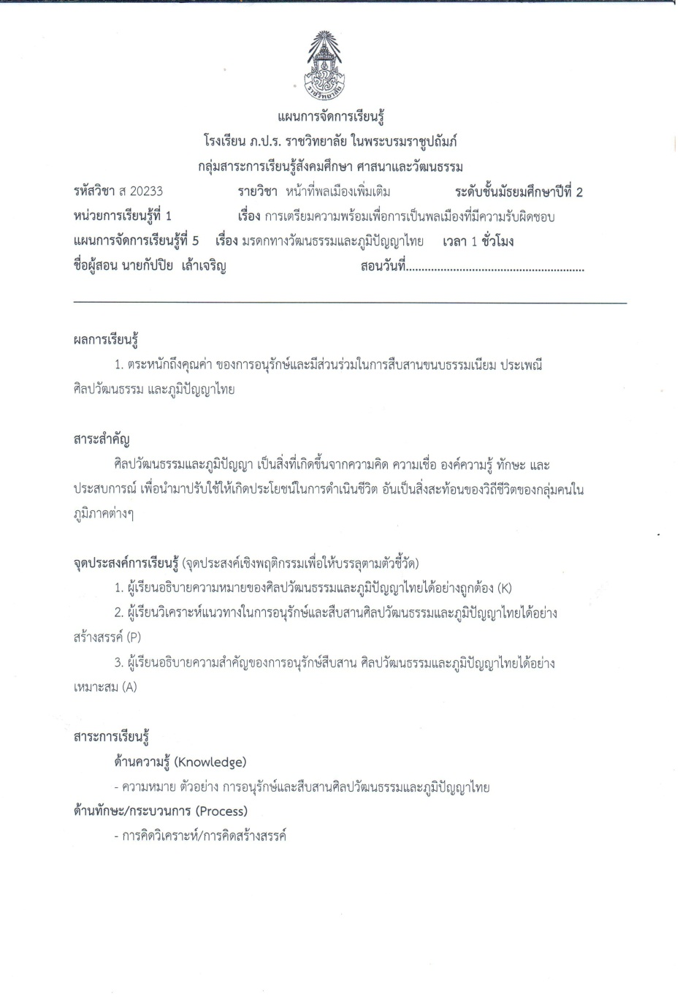 ราชวิทยาลัย
แผนการจัดการเรียนรู้
โรงเรียน ภ.ป.ร. ราชวิทยาลัย ในพระบรมราชูปถัมภ์
กลุ่มสาระการเรียนรู้สังคมศึกษา ศาสนาและวัฒนธรรม
รหัสวิชา ส 20233 รายวิชา หน้าที่พลเมืองเพิ่มเติม ระดับชั้นมัธยมศึกษาปีที่ 2
หน่วยการเรียนรู้ที่ 1 เรื่อง การเตรียมความพร้อมเพื่อการเป็นพลเมืองที่มีความรับผิดชอบ
แผนการจัดการเรียนรู้ที่ 5 เรื่อง มรดกทางวัฒนธรรมและภูมิปัญญาไทย เวลา 1 ชั่วโมง
ชื่อผู้สอน นายกัปปิย เล้าเจริญ สอนวันที่.........................................................
ผลการเรียนรู้
1. ตระหนักถึงคุณค่า ของการอนุรักษ์และมีส่วนร่วมในการสืบสานขนบธรรมเนียม ประเพณี
ศิลปวัฒนธรรม และภูมิปัญญาไทย
สาระสำคัญ
ศิลปวัฒนธรรมและภูมิปัญญา เป็นสิ่งที่เกิดขึ้นจากความคิด ความเชื่อ องค์ความรู้ ทักษะ และ
ประสบการณ์ เพื่อนำมาปรับใช้ให้เกิดประโยชน์ในการดำเนินชีวิต อันเป็นสิ่งสะท้อนของวิถีชีวิตของกลุ่มคนใน
ภูมิภาคต่างๆ
จุดประสงค์การเรียนรู้ (จุดประสงค์เชิงพฤติกรรมเพื่อให้บรรลุตามตัวชี้วัด)
1. ผู้เรียนอธิบายความหมายของศิลปวัฒนธรรมและภูมิปัญญาไทยได้อย่างถูกต้อง (K)
2. ผู้เรียนวิเคราะห์แนวทางในการอนุรักษ์และสืบสานศิลปวัฒนธรรมและภูมิปัญญาไทยได้อย่าง
สร้างสรรค์ (P)
3. ผู้เรียนอธิบายความสำคัญของการอนุรักษ์สืบสาน ศิลปวัฒนธรรมและภูมิปัญญาไทยได้อย่าง
เหมาะสม (A)
สาระการเรียนรู้
ด้านความรู้ (Knowledge)
- ความหมาย ตัวอย่าง การอนุรักษ์และสืบสานศิลปวัฒนธรรมและภูมิปัญญาไทย
ด้านทักษะ/กระบวนการ (Process)
- การคิดวิเคราะห์/การคิดสร้างสรรค์